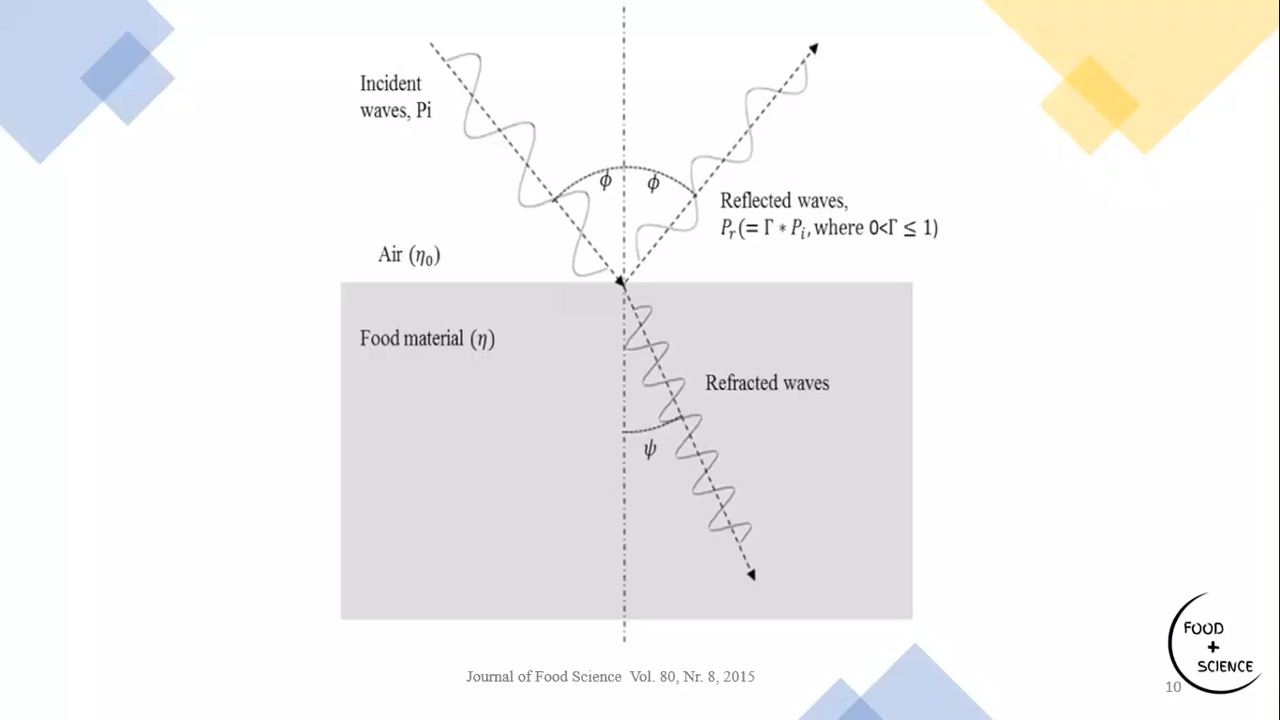 Incident
waves, Pi
ϕ
ϕ
Reflected waves,
Pᵣ(= Γ ∗ Pᵢ, where 0<Γ ≤ 1)
Air (η₀)
Food material (η)
Refracted waves
ψ
Journal of Food Science Vol. 80, Nr. 8, 2015
FOOD
+
SCIENCE
10